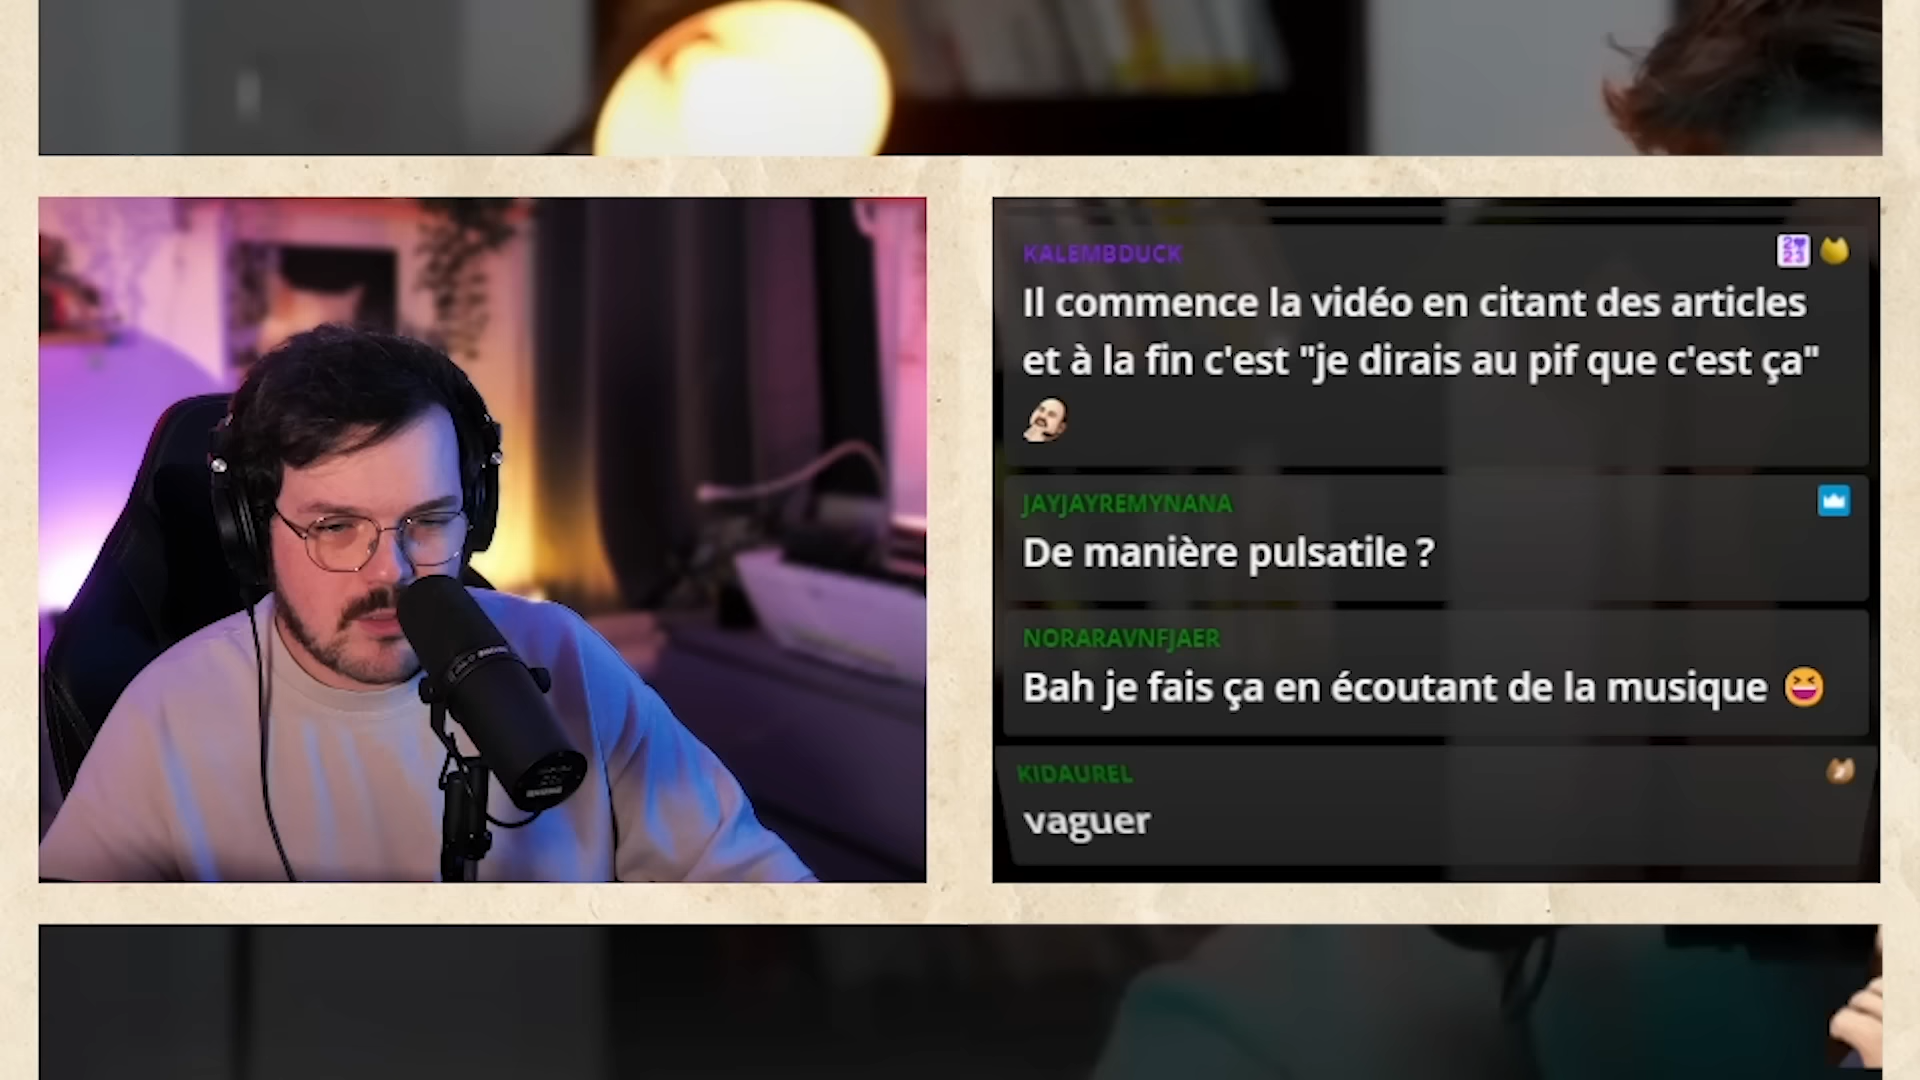 KALEMBDUCK
Il commence la vidéo en citant des articles
et à la fin c'est "je dirais au pif que c'est ça"
JAYJAYREMYNANA
De manière pulsatile ?
NORARAVNFJAER
Bah je fais ça en écoutant de la musique
KIDAUREL
vaguer